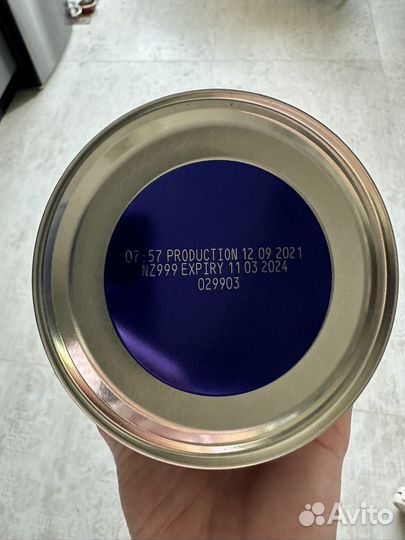 07:57 PRODUCTION 12 09 2021
NZ999 EXPIRY 11 03 2024
029903
Avito